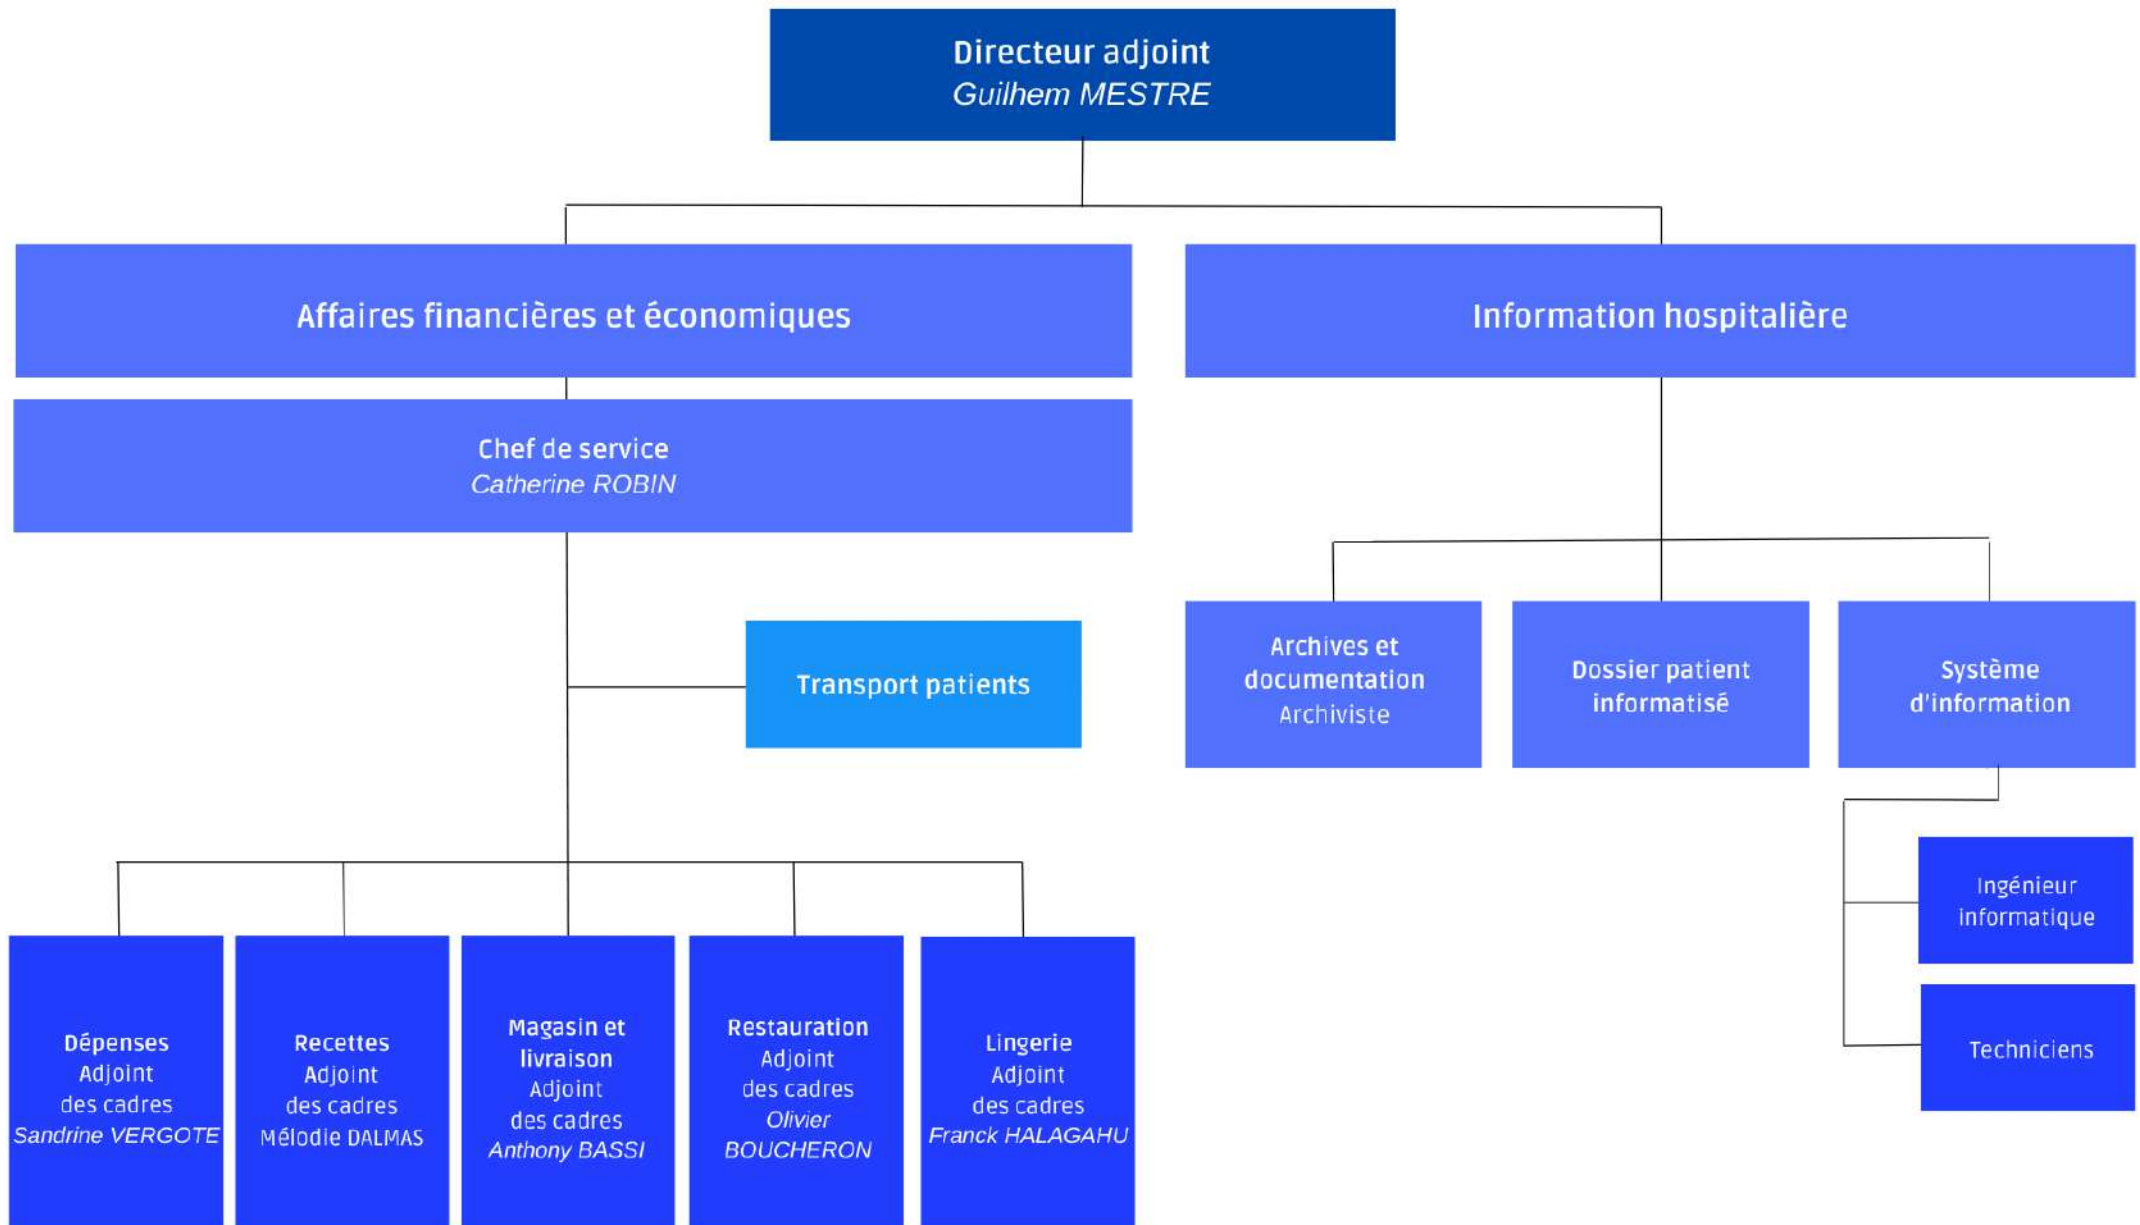 Directeur adjoint
Guilhem MESTRE
Affaires financières et économiques
Information hospitalière
Chef de service
Catherine ROBIN
Transport patients
Archives et
documentation
Archiviste
Dossier patient
informatisé
Système
d'information
Ingénieur
informatique
Techniciens
Dépenses
Adjoint
des cadres
Sandrine VERGOTE
Recettes
Adjoint
des cadres
Mélodie DALMAS
Magasin et
livraison
Adjoint
des cadres
Anthony BASSI
Restauration
Adjoint
des cadres
Olivier
BOUCHERON
Lingerie
Adjoint
des cadres
Franck HALAGAHU